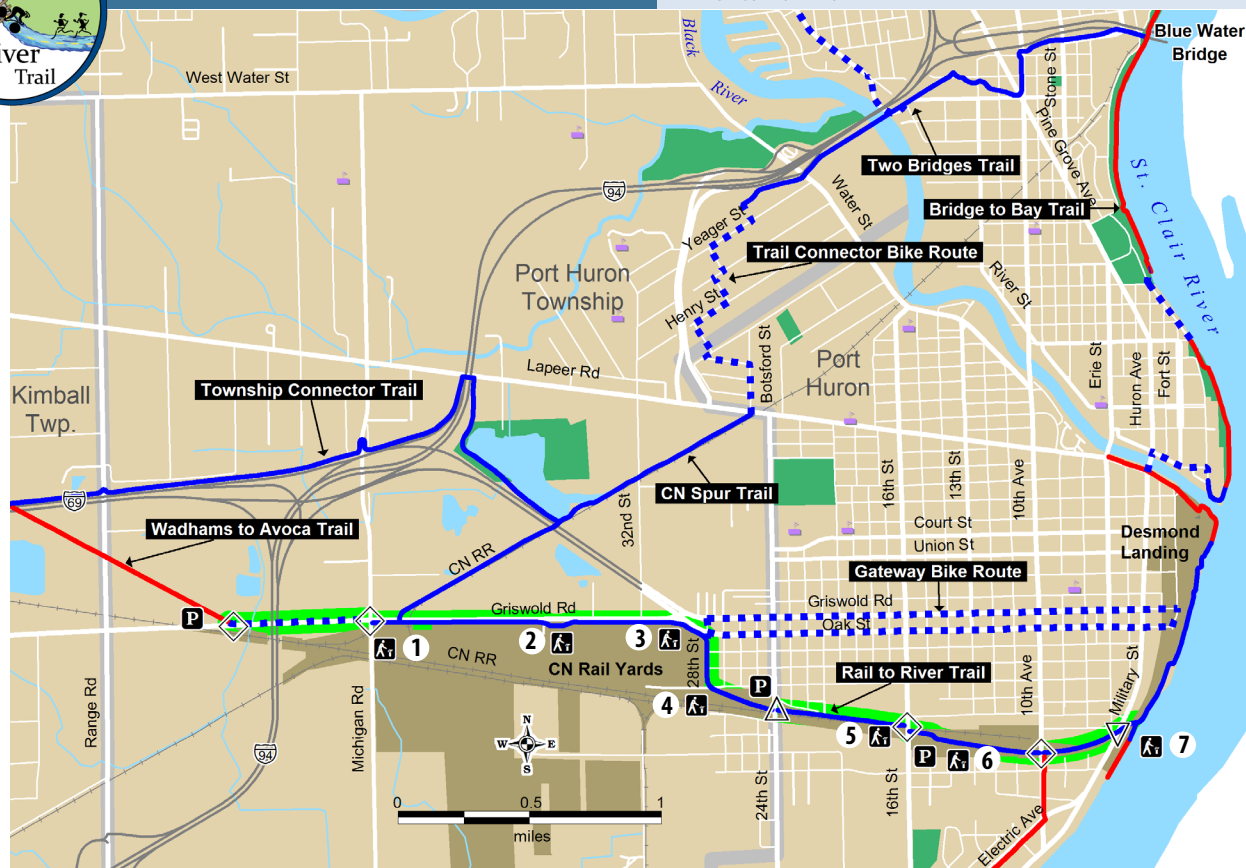 Trail
West Water St
Black
River
Stone St
Blue Water
Bridge
Pine Grove Ave
Two Bridges Trail
Bridge to Bay Trail
St. Clair River
94
Water St
Yeager St
Trail Connector Bike Route
Port Huron
Township
Henry St
River St
Botsford St
Port
Huron
Lapeer Rd
Erie St
Huron Ave
Fort St
Kimball
Twp.
Township Connector Trail
69
Wadhams to Avoca Trail
CN Spur Trail
32nd St
16th St
13th St
10th Ave
Court St
Union St
Desmond
Landing
CN RR
Gateway Bike Route
Griswold Rd
Griswold Rd
Oak St
P
1
2
3
CN RR
CN Rail Yards
28th St
Rail to River Trail
10th Ave
Military St
Range Rd
Michigan Rd
4
P
5
P
6
7
94
N
W E
S
24th St
16th St
Electric Ave
0 0.5 1
miles